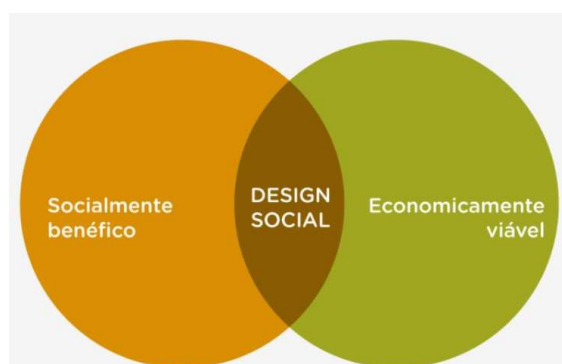 Socialmente
benéfico
DESIGN
SOCIAL
Economicamente
viável